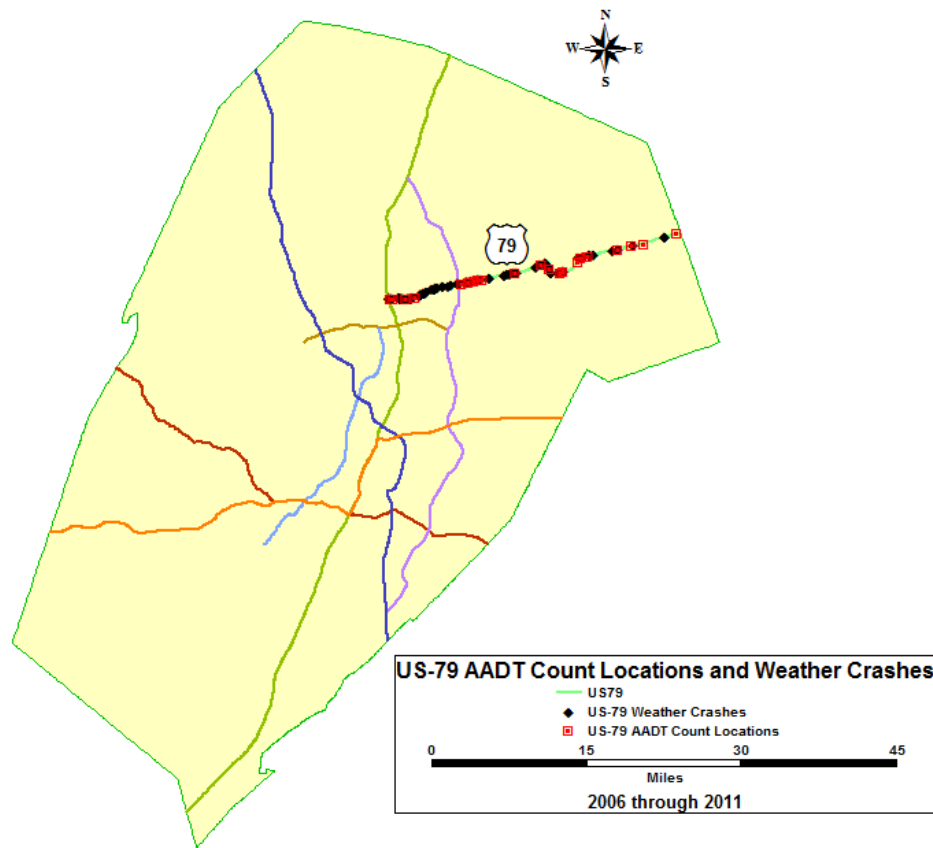 N
W E
S
79
US-79 AADT Count Locations and Weather Crashes
US79
US-79 Weather Crashes
US-79 AADT Count Locations
0 15 30 45
Miles
2006 through 2011